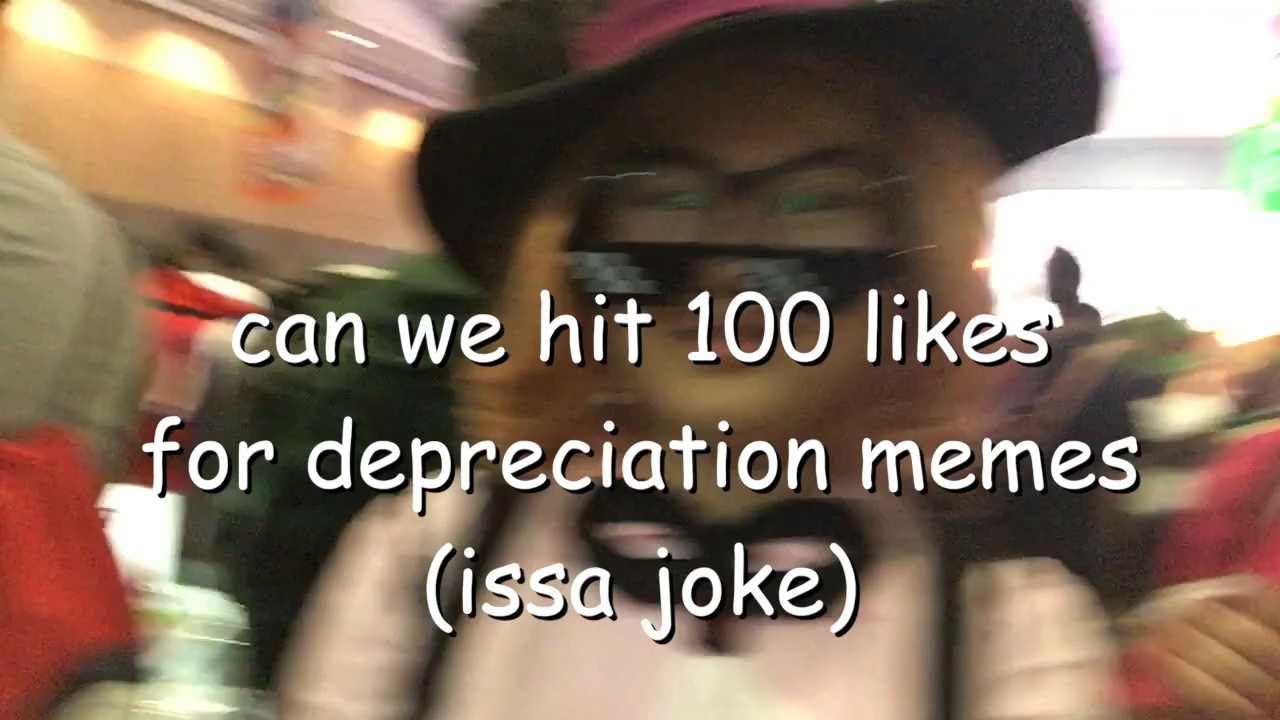 can we hit 100 likes
for depreciation memes
(issa joke)